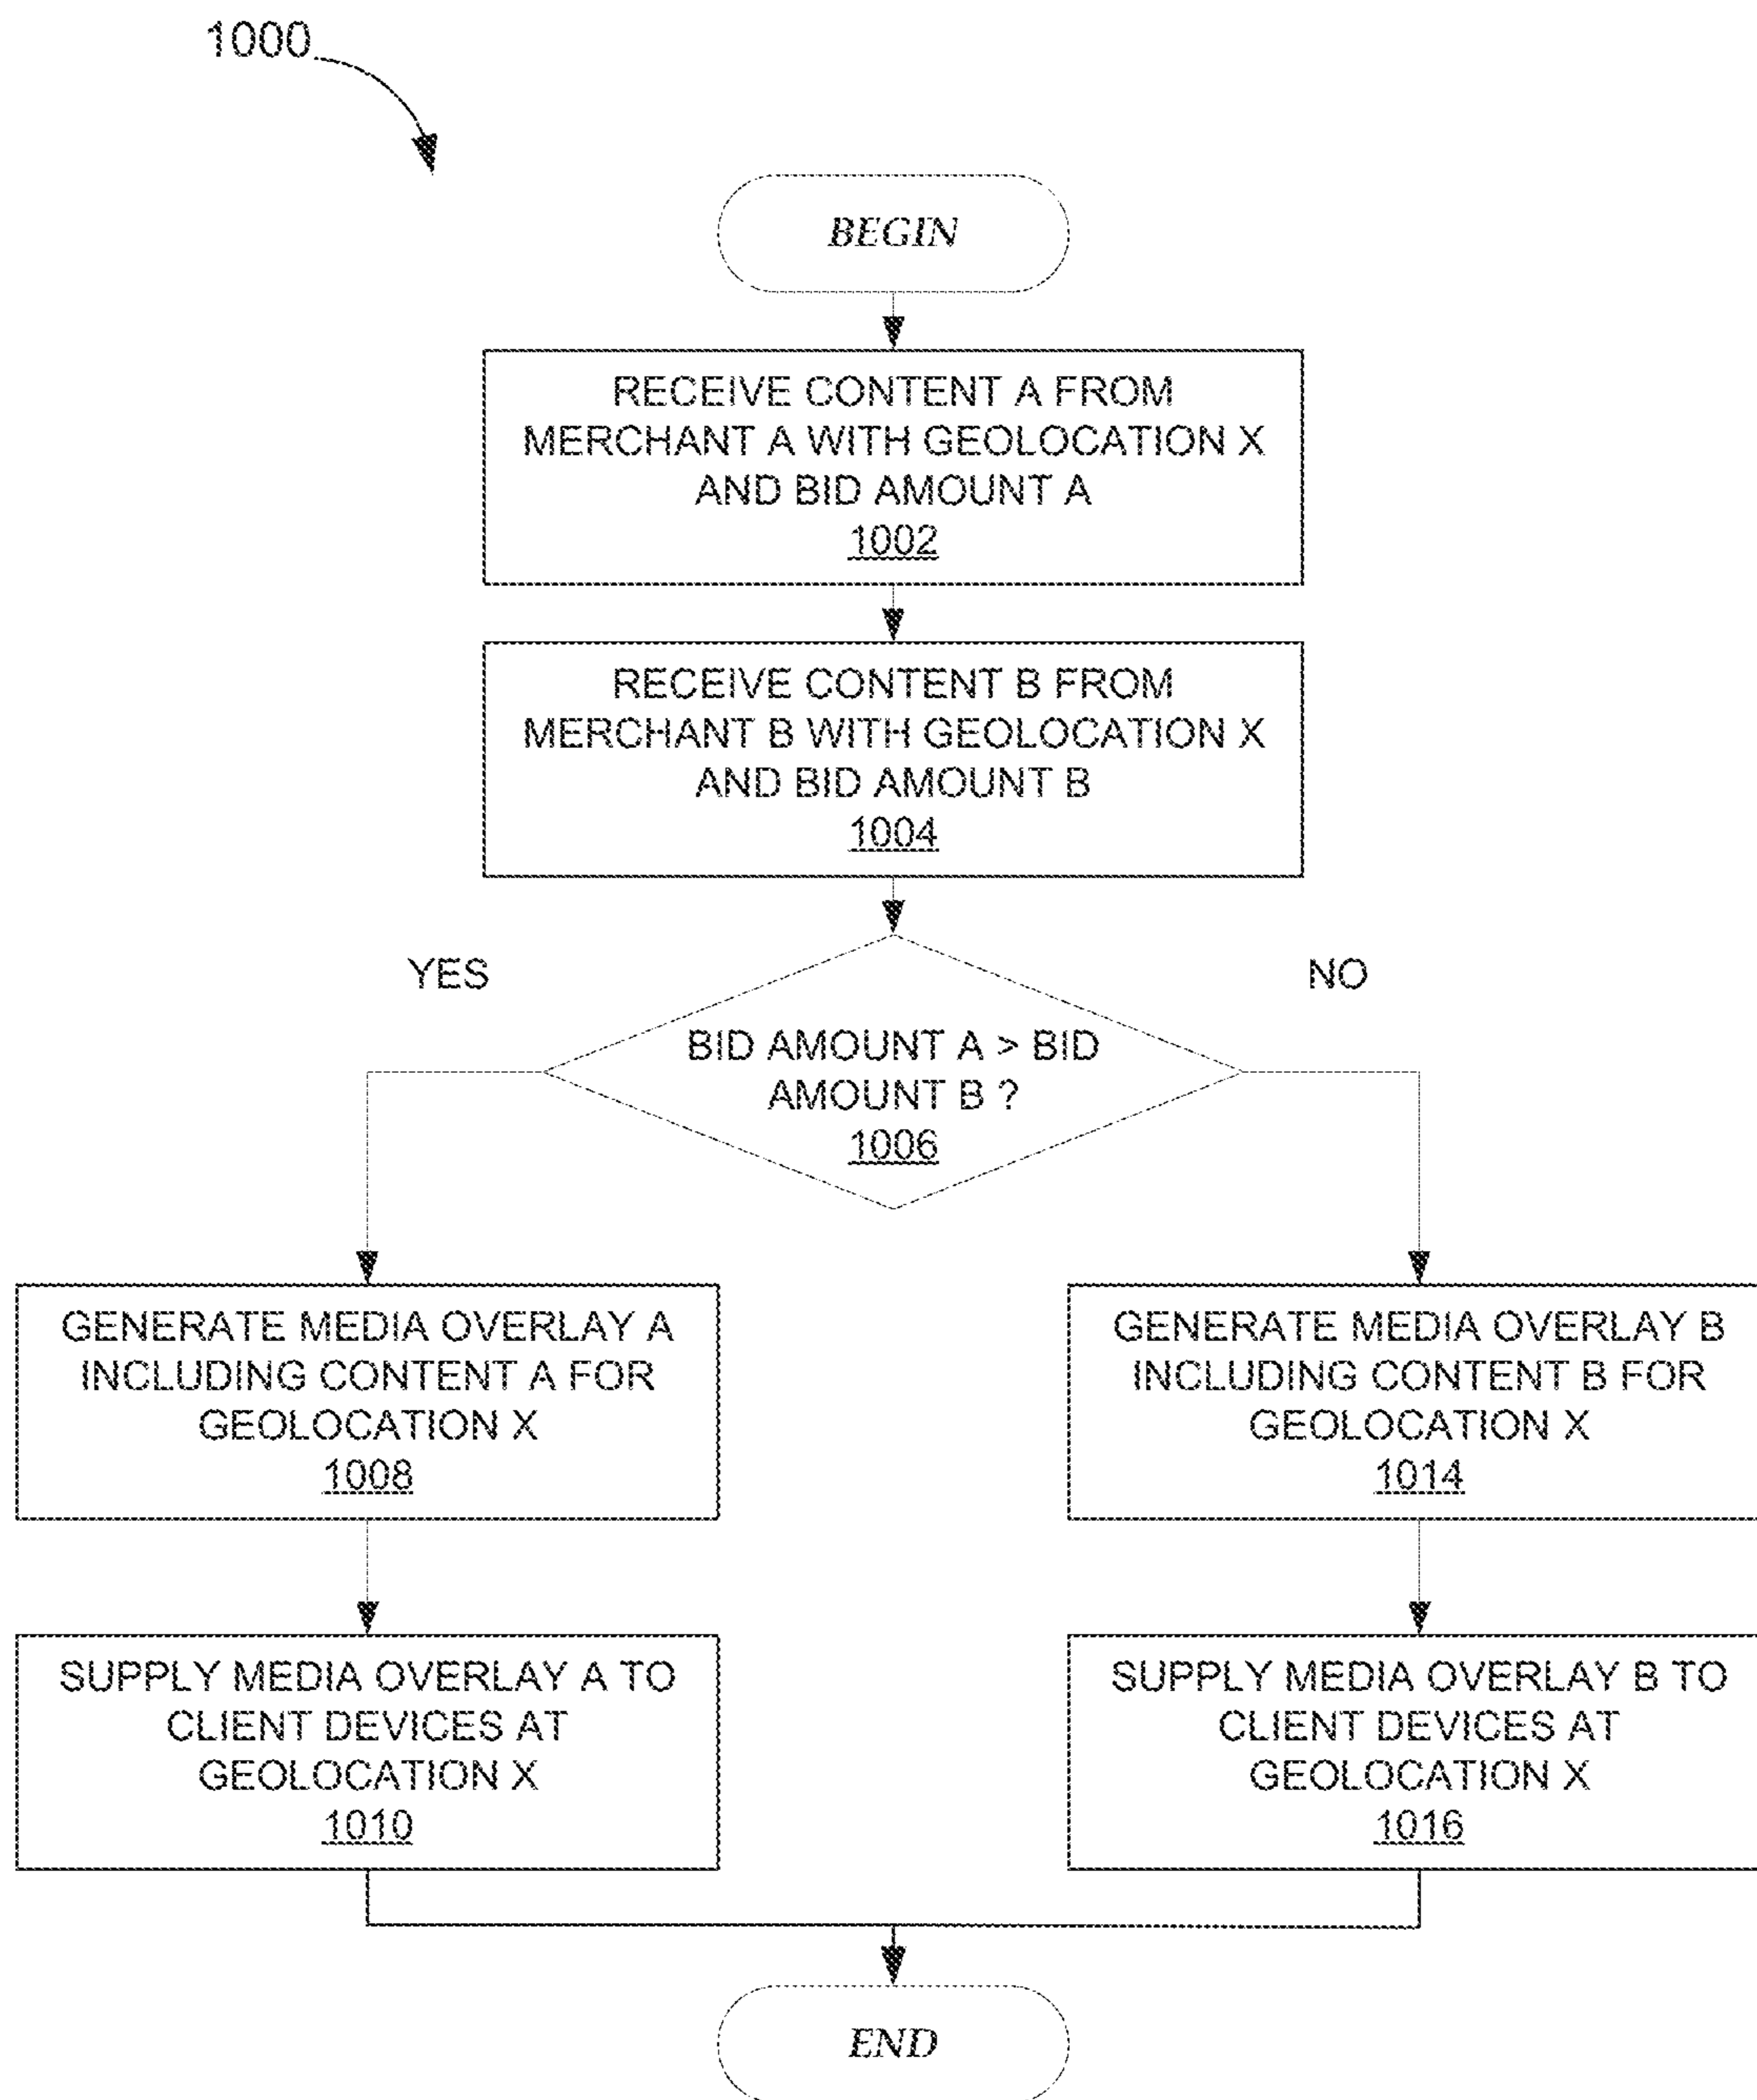 1000
BEGIN
RECEIVE CONTENT A FROM
MERCHANT A WITH GEOLOCATION X
AND BID AMOUNT A
1002
RECEIVE CONTENT B FROM
MERCHANT B WITH GEOLOCATION X
AND BID AMOUNT B
1004
YES
NO
BID AMOUNT A > BID
AMOUNT B ?
1006
GENERATE MEDIA OVERLAY A
INCLUDING CONTENT A FOR
GEOLOCATION X
1008
GENERATE MEDIA OVERLAY B
INCLUDING CONTENT B FOR
GEOLOCATION X
1014
SUPPLY MEDIA OVERLAY A TO
CLIENT DEVICES AT
GEOLOCATION X
1010
SUPPLY MEDIA OVERLAY B TO
CLIENT DEVICES AT
GEOLOCATION X
1016
END